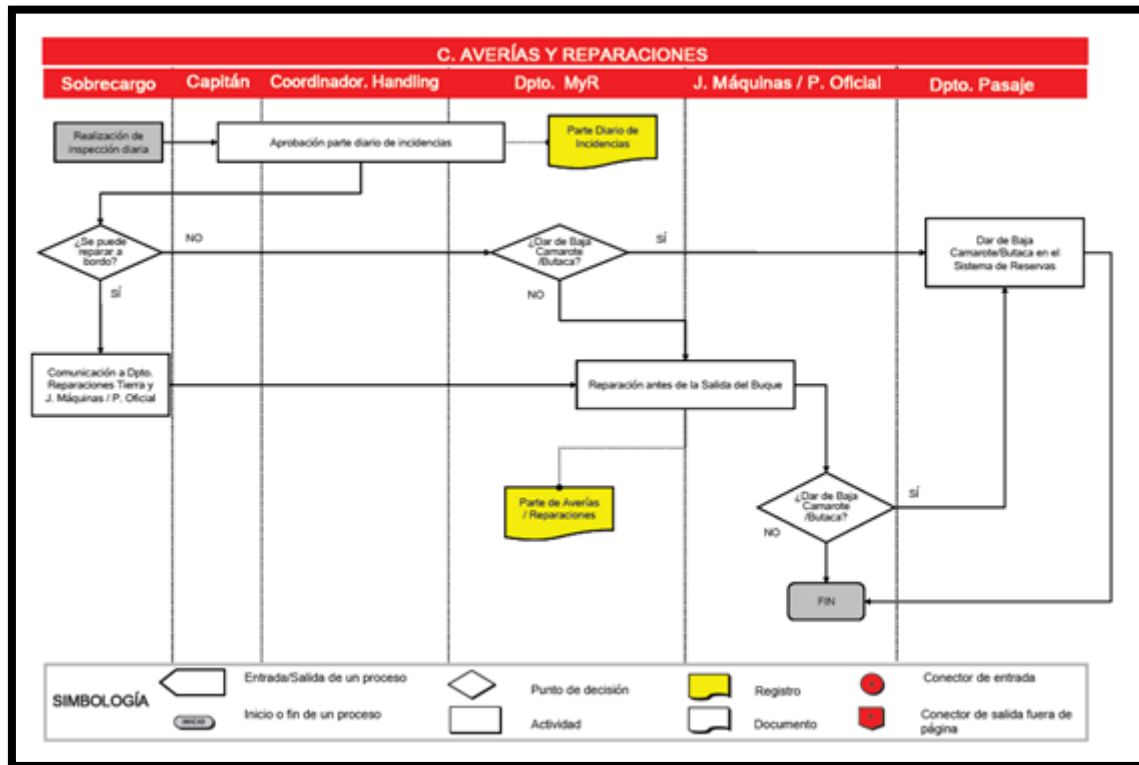 C. AVERÍAS Y REPARACIONES
Sobrecargo
Capitán
Coordinador. Handling
Dpto. MyR
J. Máquinas / P. Oficial
Dpto. Pasaje
Realización de
inspección diaria
Aprobación parte diario de incidencias
Parte Diario de
Incidencias
¿Se puede
reparar a
bordo?
NO
¿Dar de Baja
Camarote
/Butaca?
SÍ
Dar de Baja
Camarote/Butaca en el
Sistema de Reservas
SÍ
NO
Comunicación a Dpto.
Reparaciones Tierra y
J. Máquinas / P. Oficial
Reparación antes de la Salida del Buque
Parte de Averías
/ Reparaciones
¿Dar de Baja
Camarote
/Butaca?
SÍ
NO
FIN
SIMBOLOGÍA
Entrada/Salida de un proceso
INICIO
Inicio o fin de un proceso
Punto de decisión
Actividad
Registro
Documento
Conector de entrada
Conector de salida fuera de
página